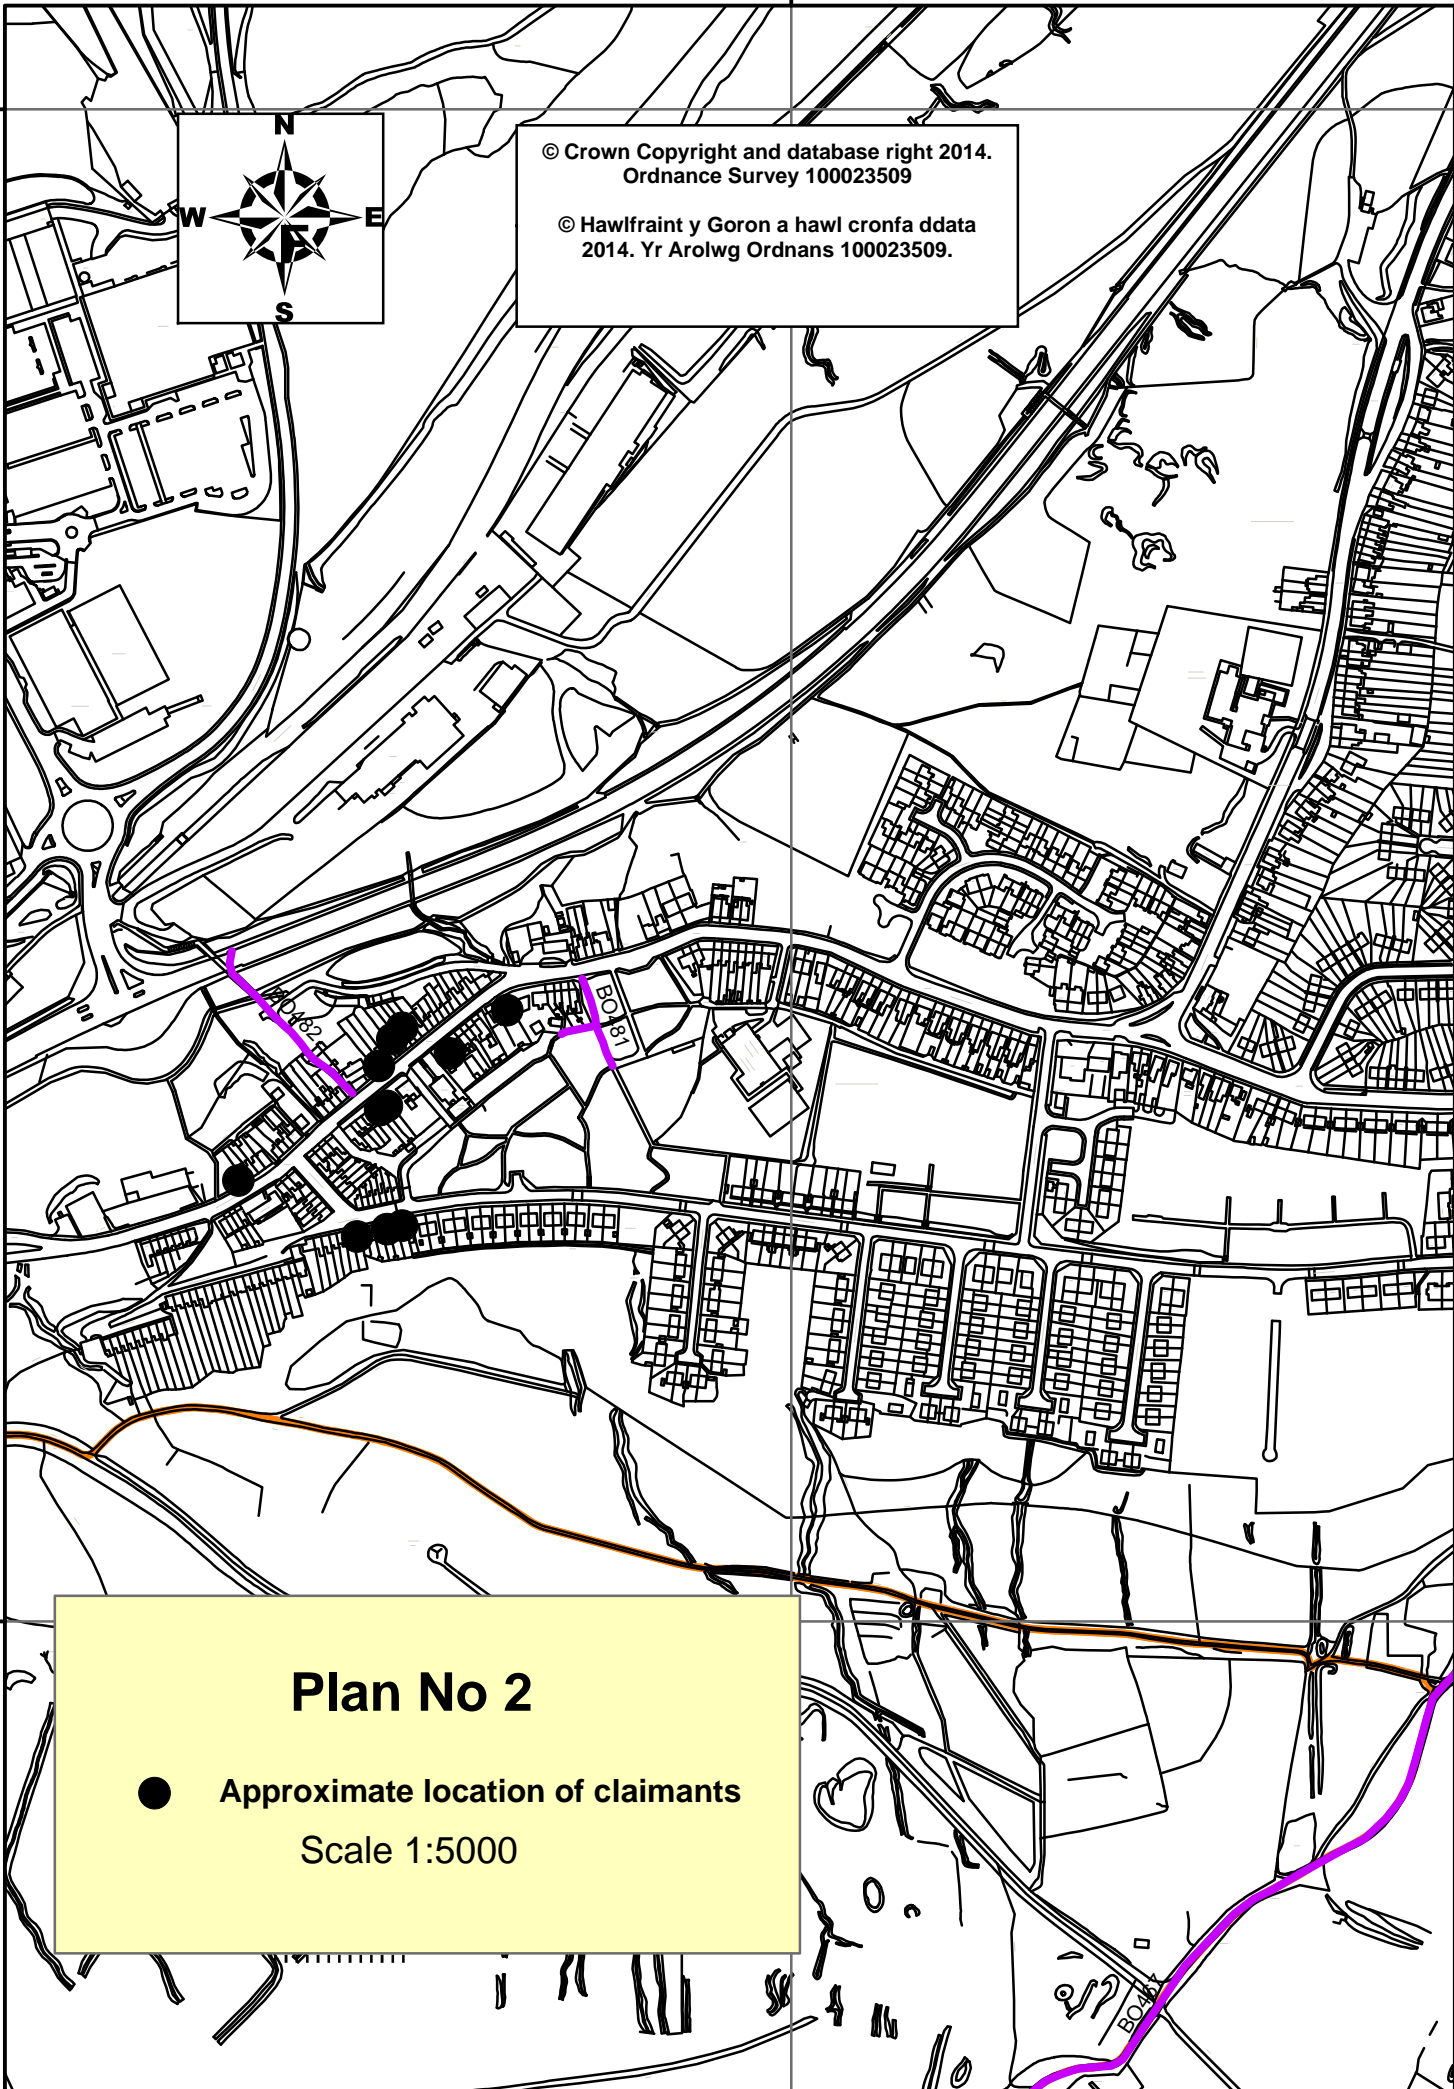 N
W
E
S
© Crown Copyright and database right 2014.
Ordnance Survey 100023509
© Hawlfraint y Goron a hawl cronfa ddata
2014. Yr Arolwg Ordnans 100023509.
BO482
BO481
Plan No 2
Approximate location of claimants
Scale 1:5000
BO467